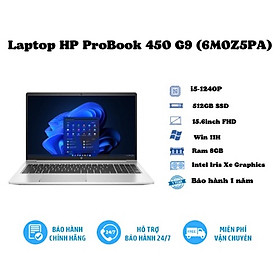 Laptop HP ProBook 450 G9 (6M0Z5PA)
i5-1240P
512GB SSD
15.6inch FHD
Win 11H
Ram 8GB
Intel Iris Xe Graphics
Bảo hành 1 năm
BẢO HÀNH
CHÍNH HÃNG
24/7
HỖ TRỢ
BẢO HÀNH 24/7
MIỄN PHÍ
VẬN CHUYỂN